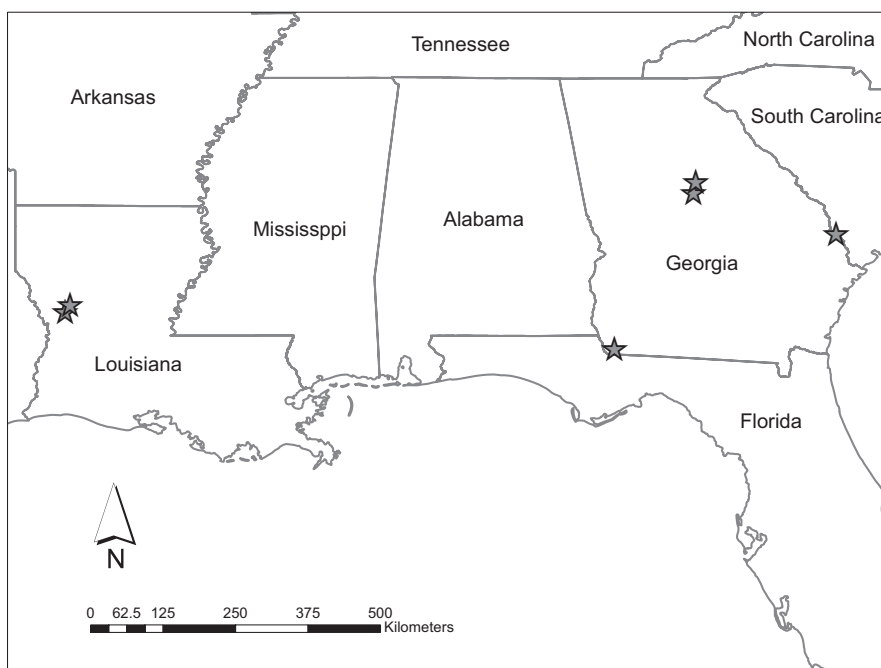 Tennessee
North Carolina
Arkansas
South Carolina
Mississppi
Alabama
Georgia
Louisiana
Florida
N
0 62.5 125 250 375 500
Kilometers